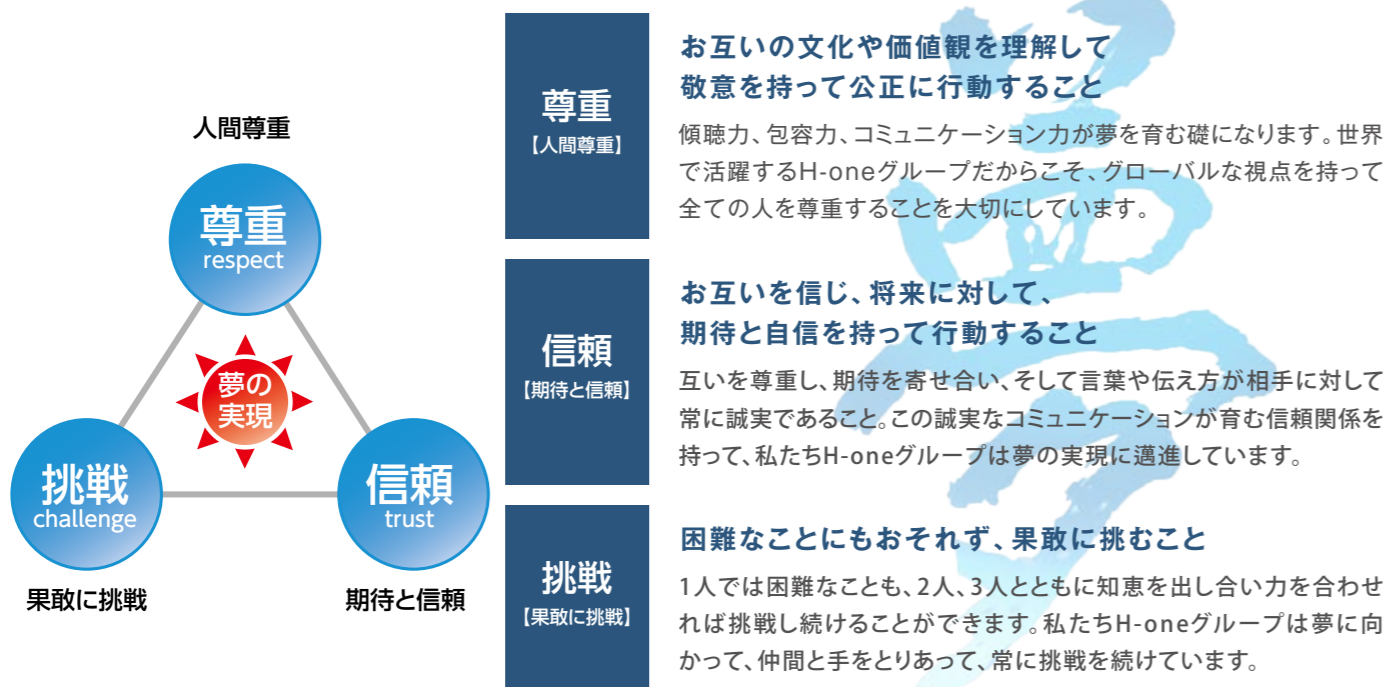 人間尊重
尊重
respect
夢の
実現
挑戦
challenge
信頼
trust
果敢に挑戦
期待と信頼
尊重
【人間尊重】
お互いの文化や価値観を理解して
敬意を持って公正に行動すること
傾聴力、包容力、コミュニケーション力が夢を育む礎になります。世界
で活躍するH-oneグループだからこそ、グローバルな視点を持って
全ての人を尊重することを大切にしています。
信頼
【期待と信頼】
お互いを信じ、将来に対して、
期待と自信を持って行動すること
互いを尊重し、期待を寄せ合い、そして言葉や伝え方が相手に対して
常に誠実であること。この誠実なコミュニケーションが育む信頼関係を
持って、私たちH-oneグループは夢の実現に邁進しています。
挑戦
【果敢に挑戦】
困難なことにもおそれず、果敢に挑むこと
1人では困難なことも、2人、3人とともに知恵を出し合い力を合わせ
れば挑戦し続けることができます。私たちH-oneグループは夢に向
かって、仲間と手をとりあって、常に挑戦を続けています。
夢